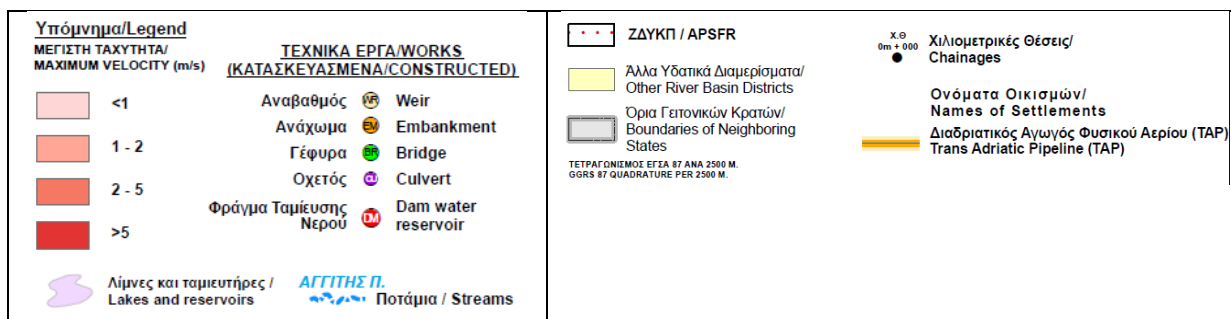 Υπόμνημα/Legend
ΜΕΓΙΣΤΗ ΤΑΧΥΤΗΤΑ/
MAXIMUM VELOCITY (m/s)
<1
1 - 2
2 - 5
>5
ΤΕΧΝΙΚΑ ΕΡΓΑ/WORKS
(ΚΑΤΑΣΚΕΥΑΣΜΕΝΑ/CONSTRUCTED)
Αναβαθμός WR Weir
Ανάχωμα EM Embankment
Γέφυρα BR Bridge
Οχετός CU Culvert
Φράγμα Ταμίευσης Νερού DM Dam water reservoir
Λίμνες και ταμιευτήρες /
Lakes and reservoirs
ΑΓΓΙΤΗΣ Π.
Ποτάμια / Streams
ΖΔΥΚΠ / APSFR
Άλλα Υδατικά Διαμερίσματα/
Other River Basin Districts
Όρια Γειτονικών Κρατών/
Boundaries of Neighboring
States
ΤΕΤΡΑΓΩΝΙΣΜΟΣ ΕΓΣΑ 87 ΑΝΑ 2500 Μ.
GGRS 87 QUADRATURE PER 2500 M.
Χ.Θ
0m + 000
Χιλιομετρικές Θέσεις/
Chainages
Ονόματα Οικισμών/
Names of Settlements
Διαδριατικός Αγωγός Φυσικού Αερίου (TAP)
Trans Adriatic Pipeline (TAP)